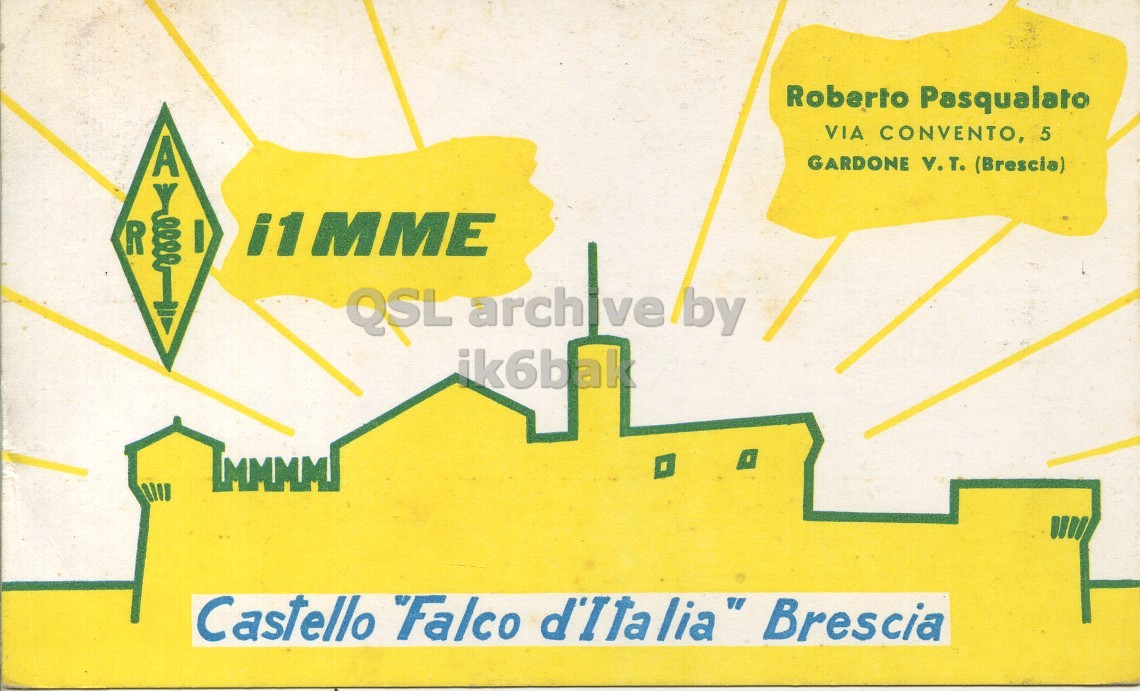 Roberto Pasqualato
VIA CONVENTO, 5
GARDONE V. T. (Brescia)
A
R I
i1MME
QSL archive by
ik6bak
Castello "Falco d'Italia" Brescia